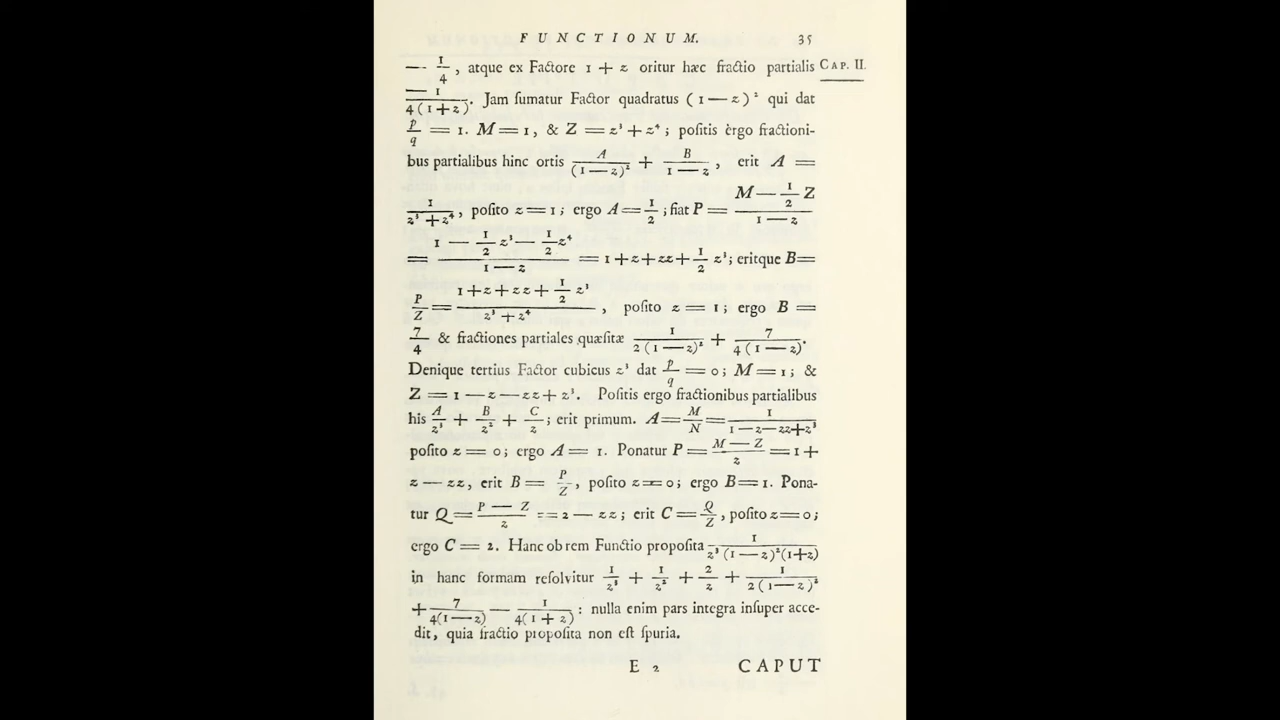 FUNCTIONUM. 35
— 1/4, atque ex Factore 1 + z oritur hæc fractio partialis CAP. II.
—1/4(1+z). Jam ſumatur Factor quadratus (1—z)² qui dat
p/q = 1. M=1, & Z = z³+z⁴; poſitis èrgo fractioni-
bus partialibus hinc ortis A/(1—z)² + B/1—z, erit A =
1/z³+z⁴, poſito z=1; ergo A=1/2; fiat P= M—1/2 Z/1—z
= 1 — 1/2 z³ — 1/2 z⁴/1—z = 1+z+zz+1/2 z³; eritque B=
P/Z = 1+z+zz+1/2 z³/z³+z⁴, poſito z = 1; ergo B =
7/4 & fractiones partiales quæſitæ 1/2(1—z)² + 7/4(1—z).
Denique tertius Factor cubicus z³ dat p/q = 0; M=1; &
Z = 1 —z—zz+z³. Poſitis ergo fractionibus partialibus
his A/z³ + B/z² + C/z; erit primum. A=M/N=1/1—z—zz+z³
poſito z = 0; ergo A= 1. Ponatur P= M—Z/z =1+
z — zz, erit B= P/Z, poſito z=0; ergo B=1. Pona-
tur Q= P — Z/z ==2— zz; erit C=Q/Z, poſito z=0;
ergo C= 2. Hanc ob rem Functio propoſita 1/z³(1—z)²(1+z)
in hanc formam reſolvitur 1/z³ + 1/z² + 2/z + 1/2(1—z)²
+ 7/4(1—z) — 1/4(1+z): nulla enim pars integra inſuper acce-
dit, quia fractio propoſita non eſt ſpuria.
E 2 CAPUT